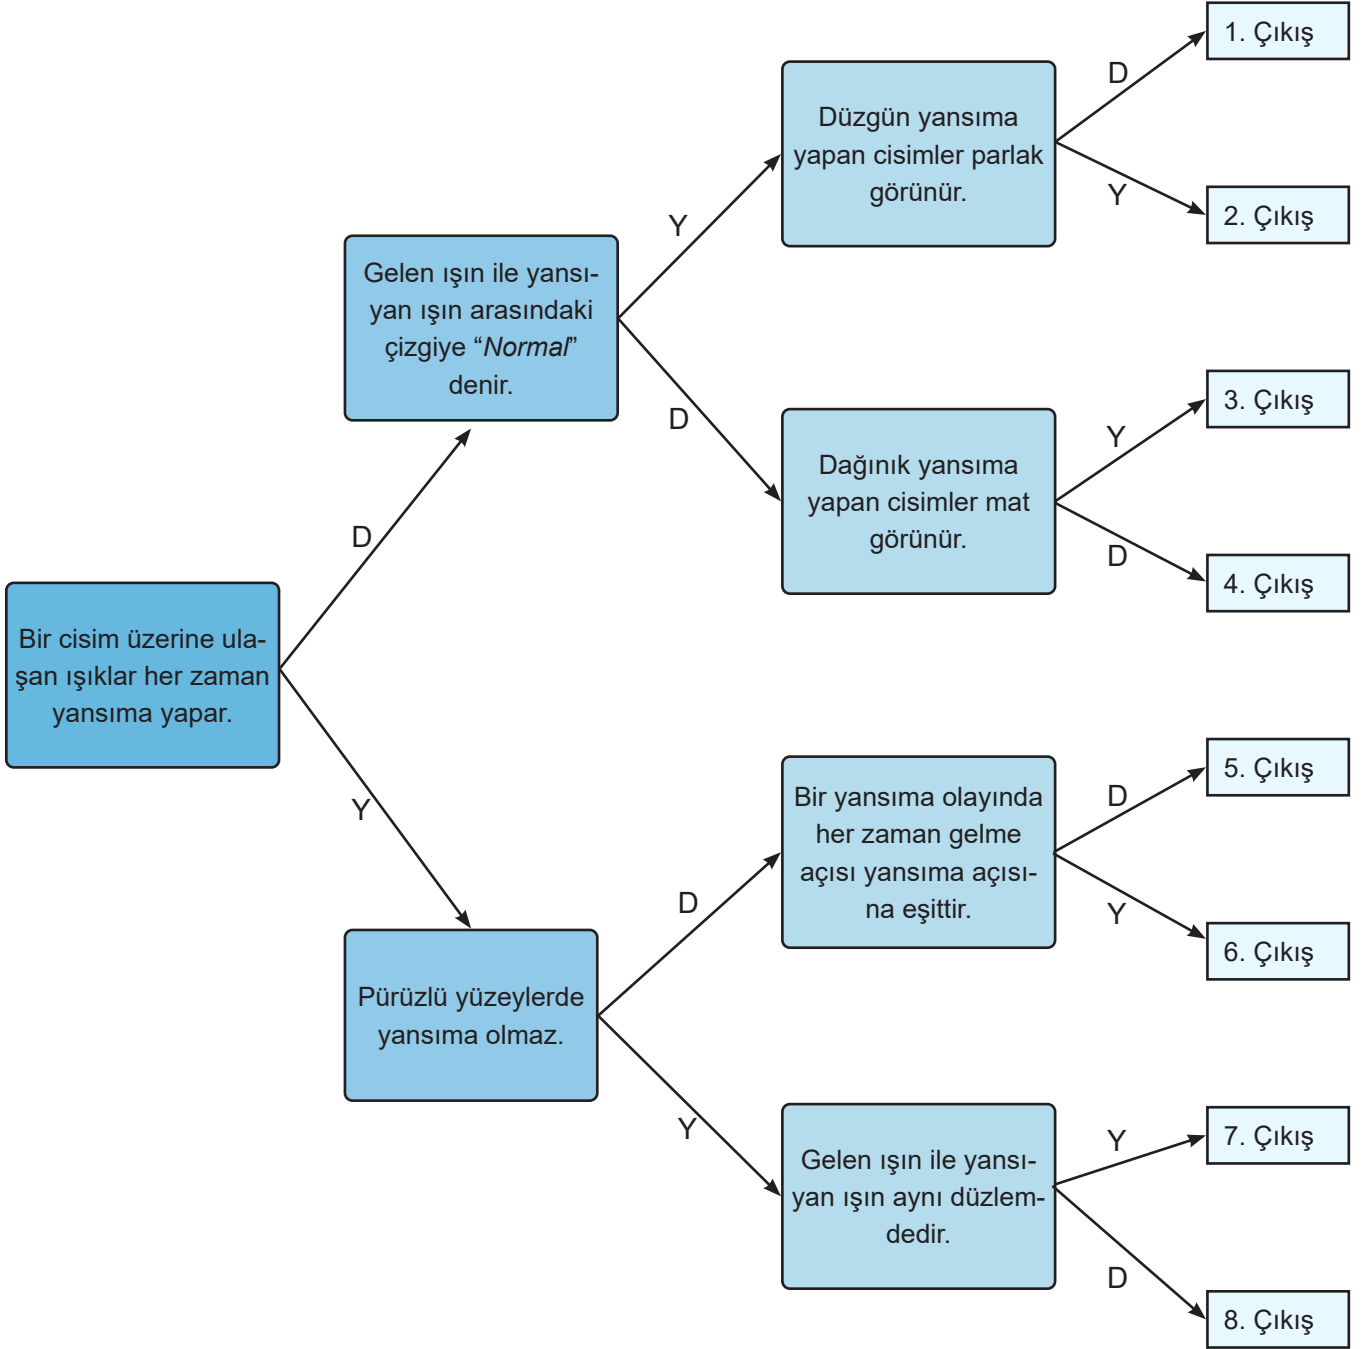 Bir cisim üzerine ula-
şan ışıklar her zaman
yansıma yapar.
D
Y
Gelen ışın ile yansı-
yan ışın arasındaki
çizgiye “Normal”
denir.
Y
D
Pürüzlü yüzeylerde
yansıma olmaz.
D
Y
Düzgün yansıma
yapan cisimler parlak
görünür.
D
Y
Dağınık yansıma
yapan cisimler mat
görünür.
Y
D
Bir yansıma olayında
her zaman gelme
açısı yansıma açısı-
na eşittir.
D
Y
Gelen ışın ile yansı-
yan ışın aynı düzlem-
dedir.
Y
D
1. Çıkış
2. Çıkış
3. Çıkış
4. Çıkış
5. Çıkış
6. Çıkış
7. Çıkış
8. Çıkış